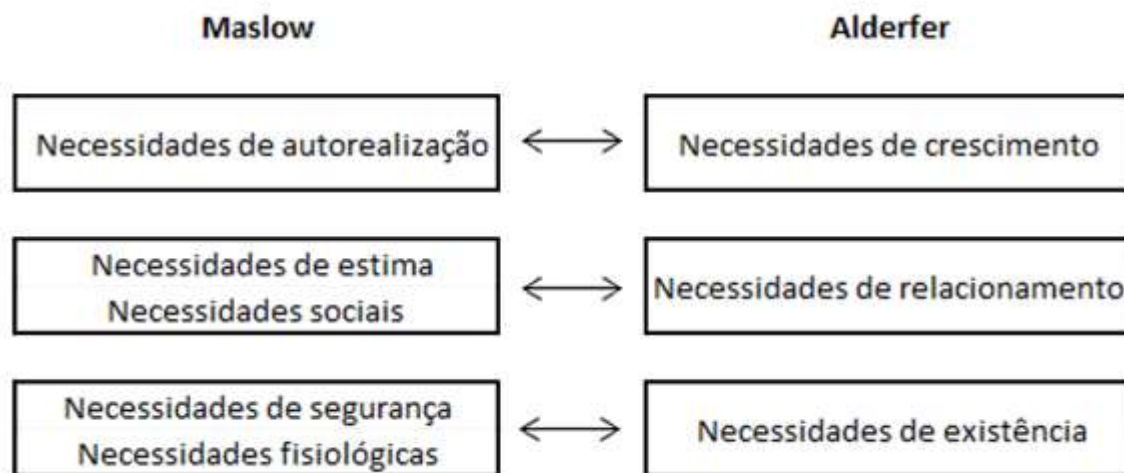 Maslow
Alderfer
Necessidades de autorealização
Necessidades de crescimento
Necessidades de estima
Necessidades sociais
Necessidades de relacionamento
Necessidades de segurança
Necessidades fisiológicas
Necessidades de existência